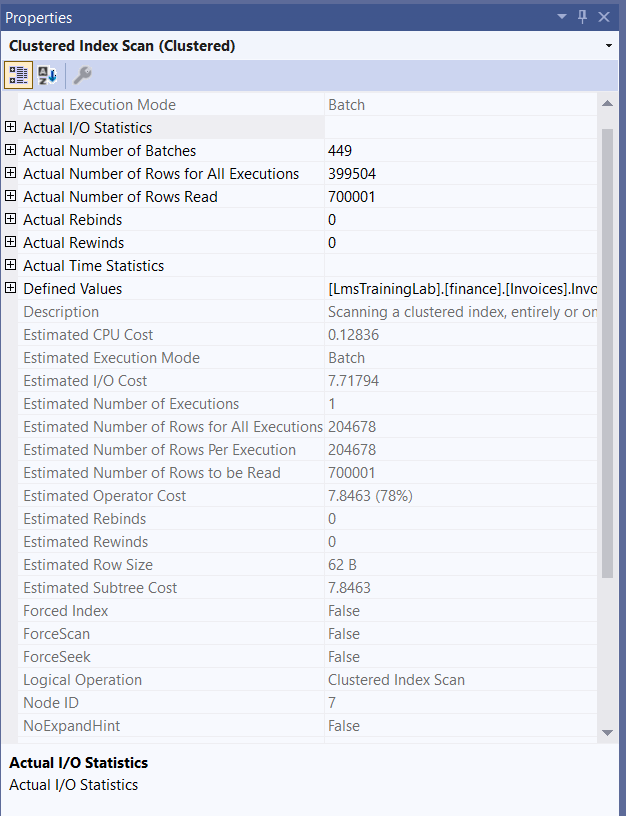 Properties
Clustered Index Scan (Clustered)
Actual Execution Mode Batch
Actual I/O Statistics
Actual Number of Batches 449
Actual Number of Rows for All Executions 399504
Actual Number of Rows Read 700001
Actual Rebinds 0
Actual Rewinds 0
Actual Time Statistics
Defined Values [LmsTrainingLab].[finance].[Invoices].Invo
Description Scanning a clustered index, entirely or on
Estimated CPU Cost 0.12836
Estimated Execution Mode Batch
Estimated I/O Cost 7.71794
Estimated Number of Executions 1
Estimated Number of Rows for All Executions 204678
Estimated Number of Rows Per Execution 204678
Estimated Number of Rows to be Read 700001
Estimated Operator Cost 7.8463 (78%)
Estimated Rebinds 0
Estimated Rewinds 0
Estimated Row Size 62 B
Estimated Subtree Cost 7.8463
Forced Index False
ForceScan False
ForceSeek False
Logical Operation Clustered Index Scan
Node ID 7
NoExpandHint False
Actual I/O Statistics
Actual I/O Statistics